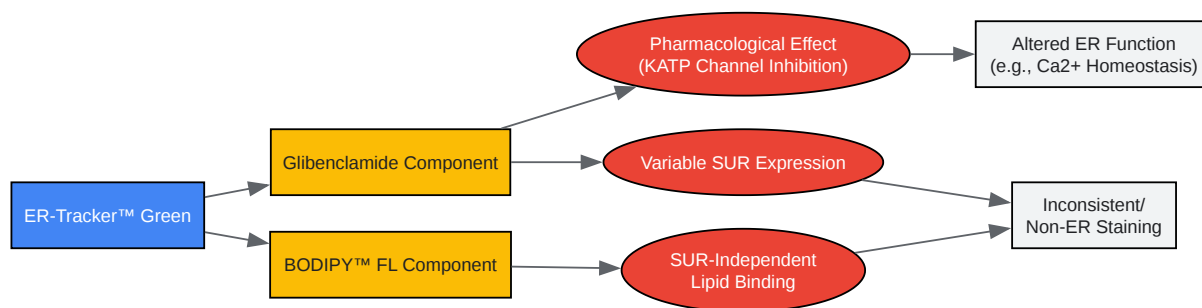 Pharmacological Effect
(KATP Channel Inhibition)
Altered ER Function
(e.g., Ca2+ Homeostasis)
Glibenclamide Component
Variable SUR Expression
ER-Tracker™ Green
Inconsistent/
Non-ER Staining
BODIPY™ FL Component
SUR-Independent
Lipid Binding